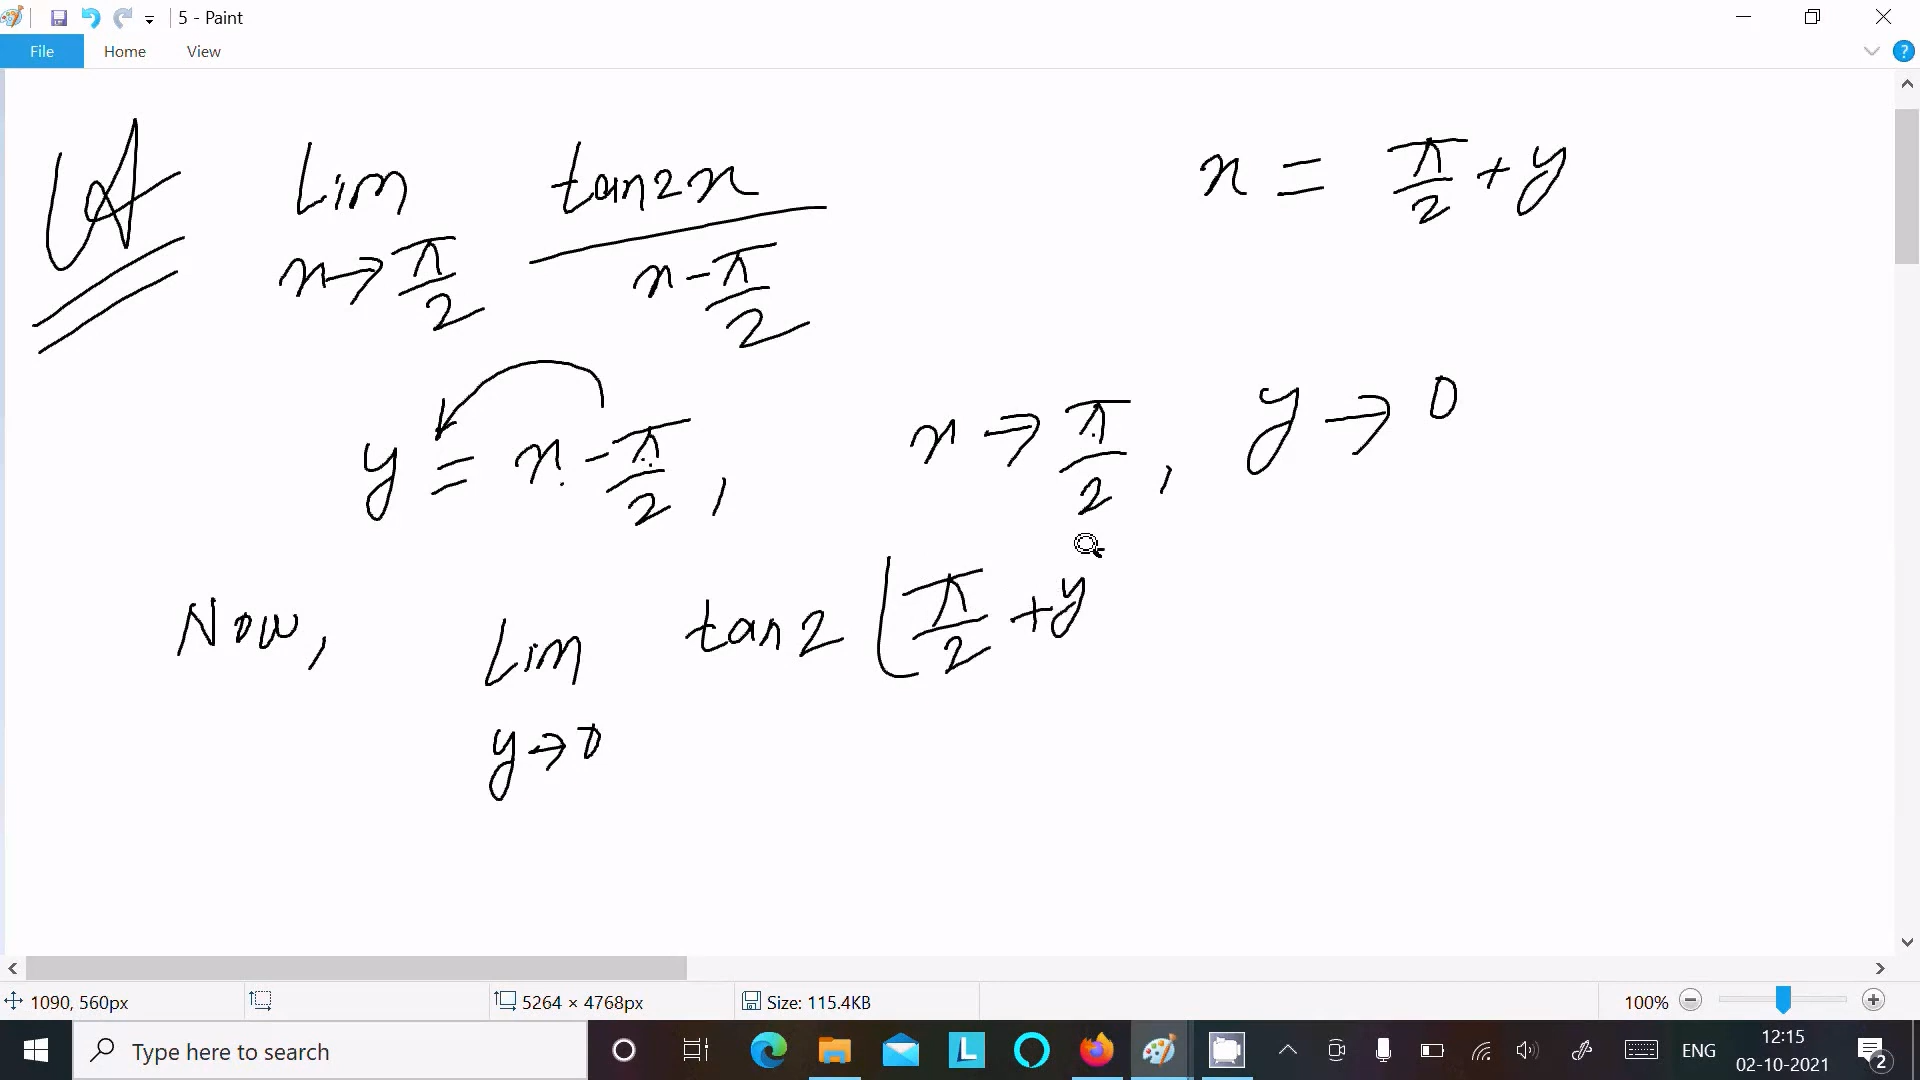 5 - Paint
File Home View
Lim tan2x x = π/2 + y
x→π/2 x - π/2
y = x - π/2 , x → π/2 , y → 0
Now, Lim tan2 (π/2 + y
y→0
1090, 560px 5264 × 4768px Size: 115.4KB 100%
Type here to search L ENG 12:15
02-10-2021 2